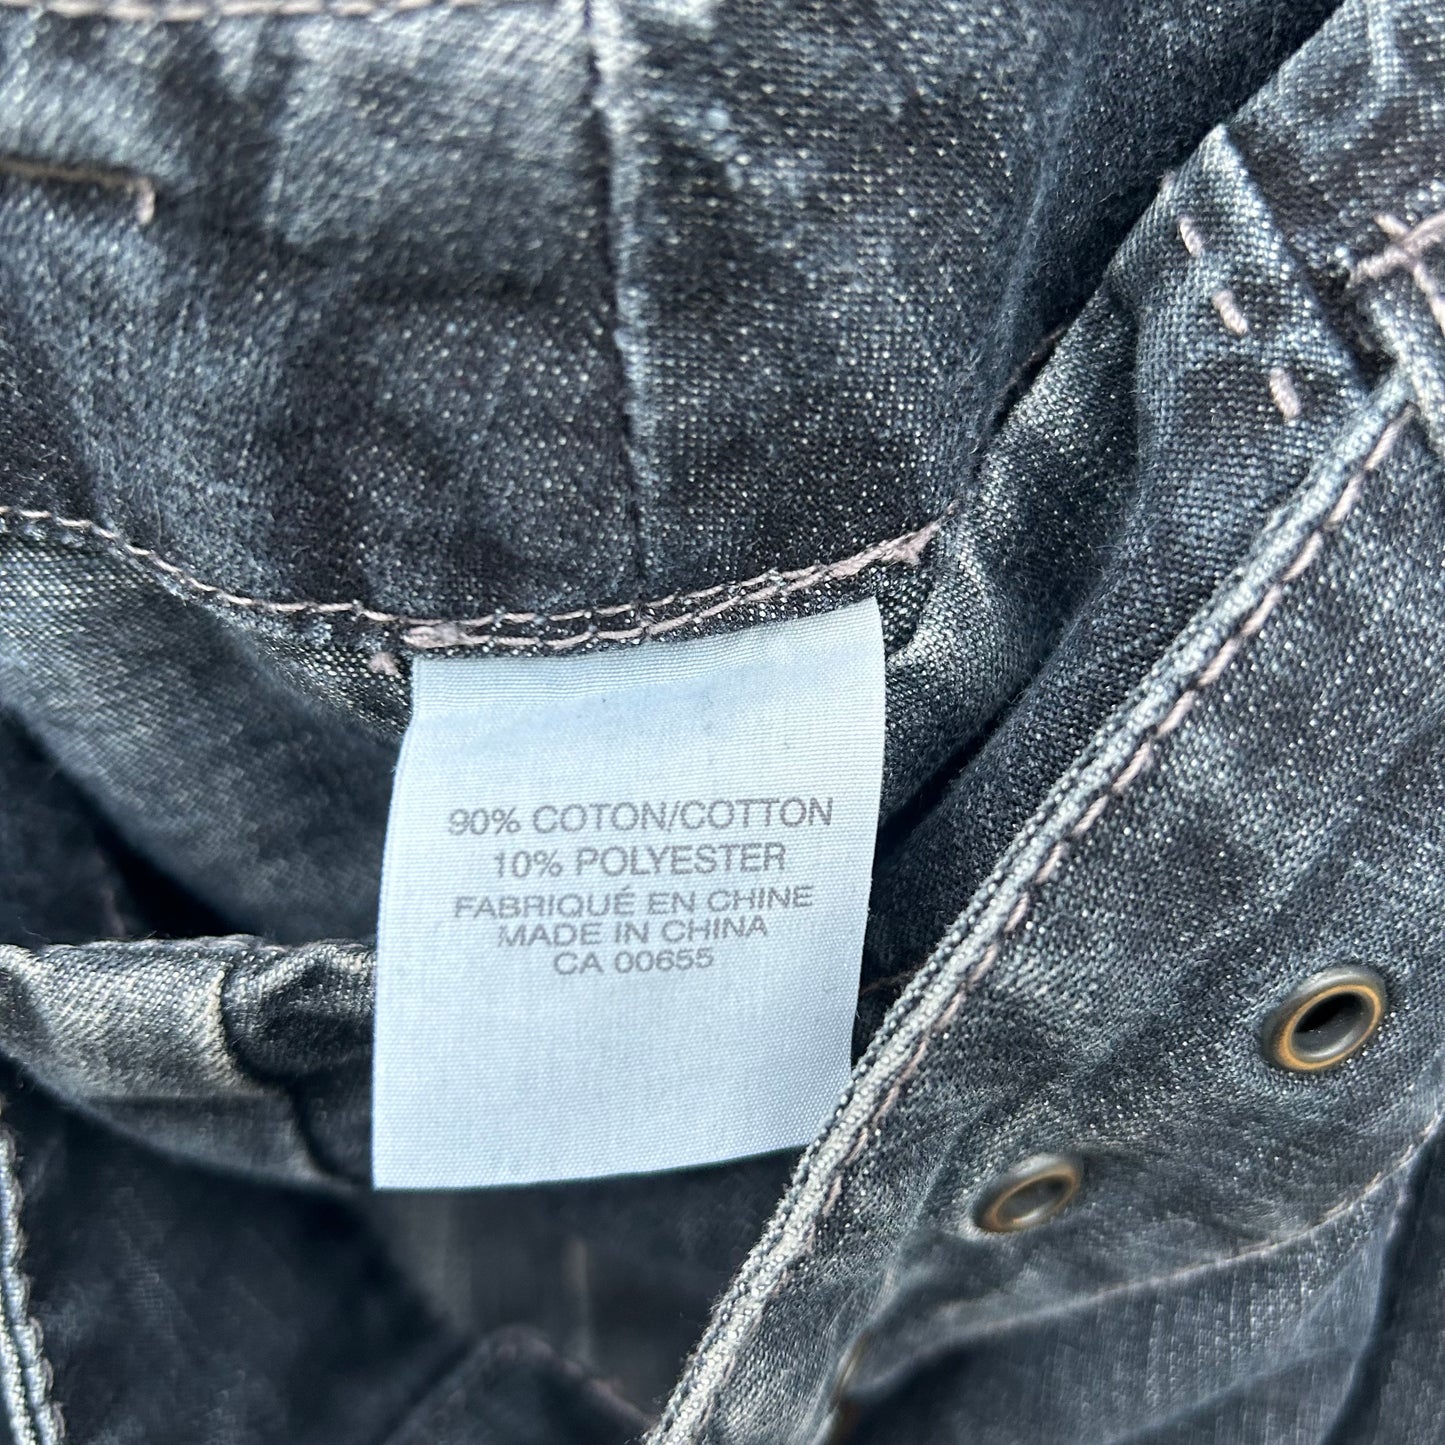 90% COTON/COTTON
10% POLYESTER
FABRIQUÉ EN CHINE
MADE IN CHINA
CA 00655